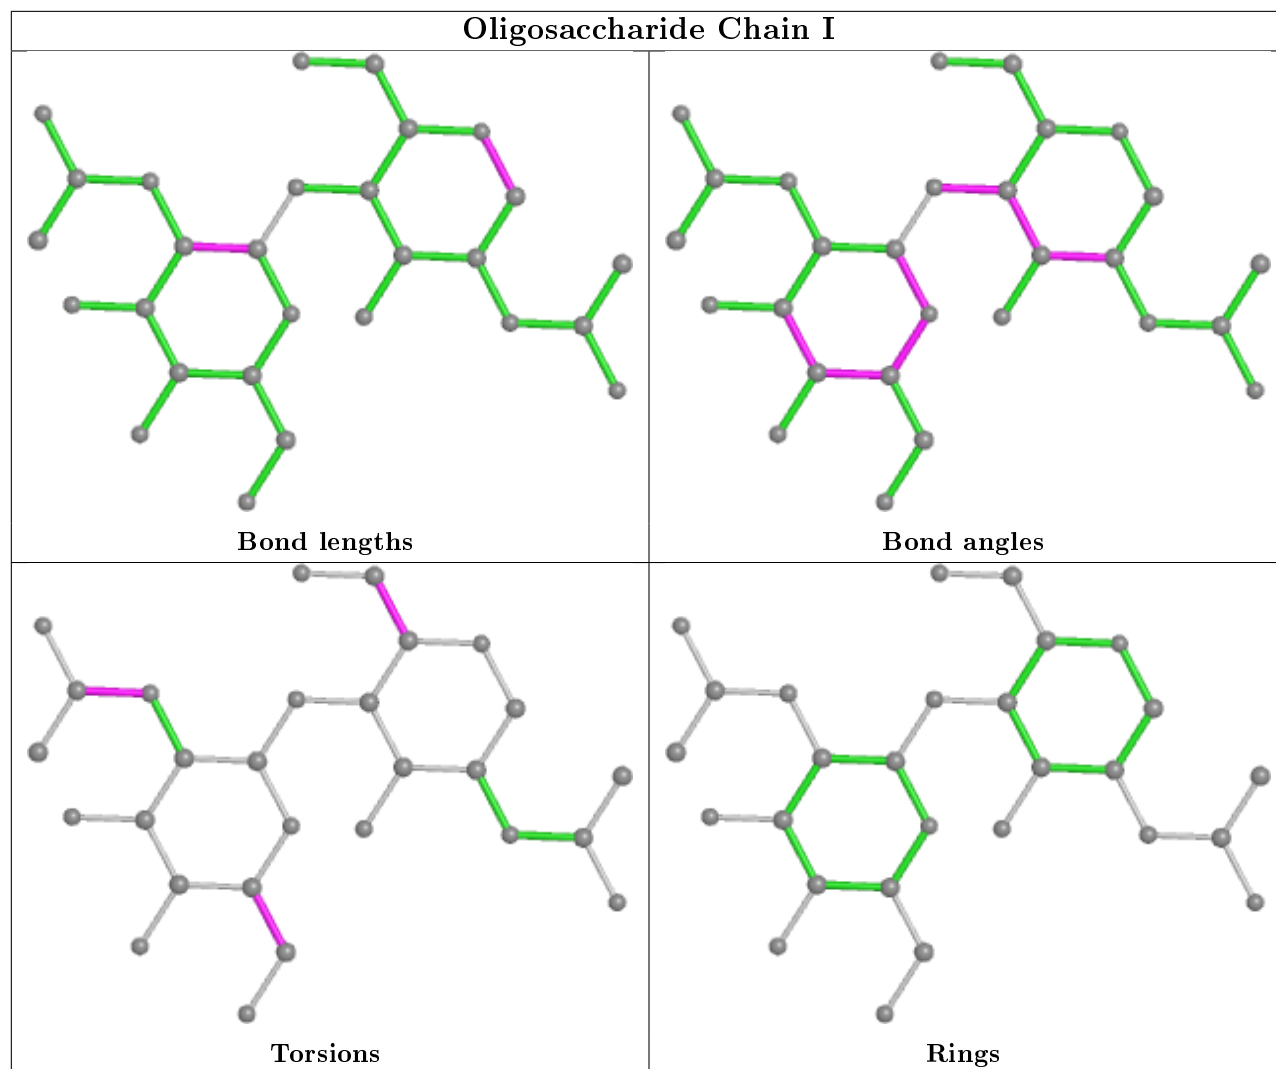 Oligosaccharide Chain I
Bond lengths
Bond angles
Torsions
Rings